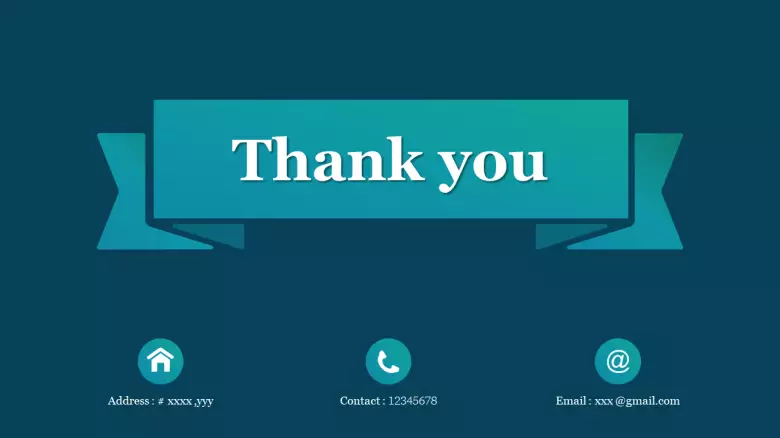 Thank you
Address : # xxxx ,yyy
Contact : 12345678
@
Email : xxx @gmail.com